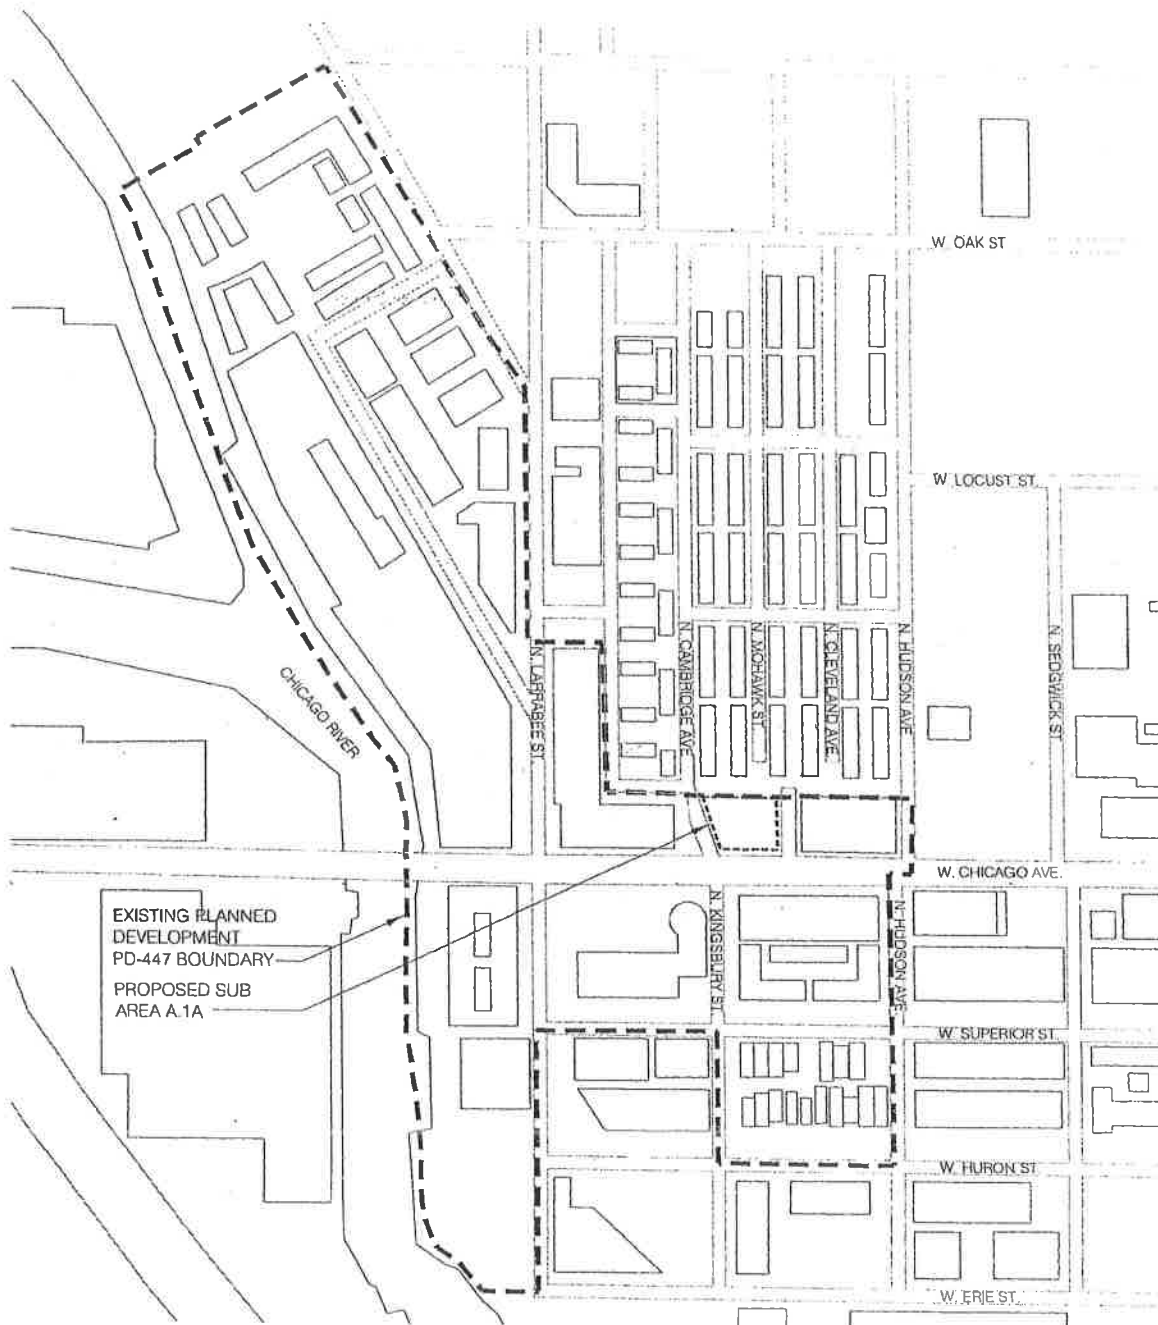 W. OAK ST
W. LOCUST ST.
N. LARRABEE ST.
N. CAMBRIDGE AVE.
N. MOHAWK ST.
N. CLEVELAND AVE.
N. HUDSON AVE
N. SEDGWICK ST.
CHICAGO RIVER
W. CHICAGO AVE.
EXISTING PLANNED
DEVELOPMENT
PD-447 BOUNDARY
PROPOSED SUB
AREA A.1A
N. KINGSBURY ST.
N. HUDSON AVE
W. SUPERIOR ST.
W. HURON ST.
W. ERIE ST.